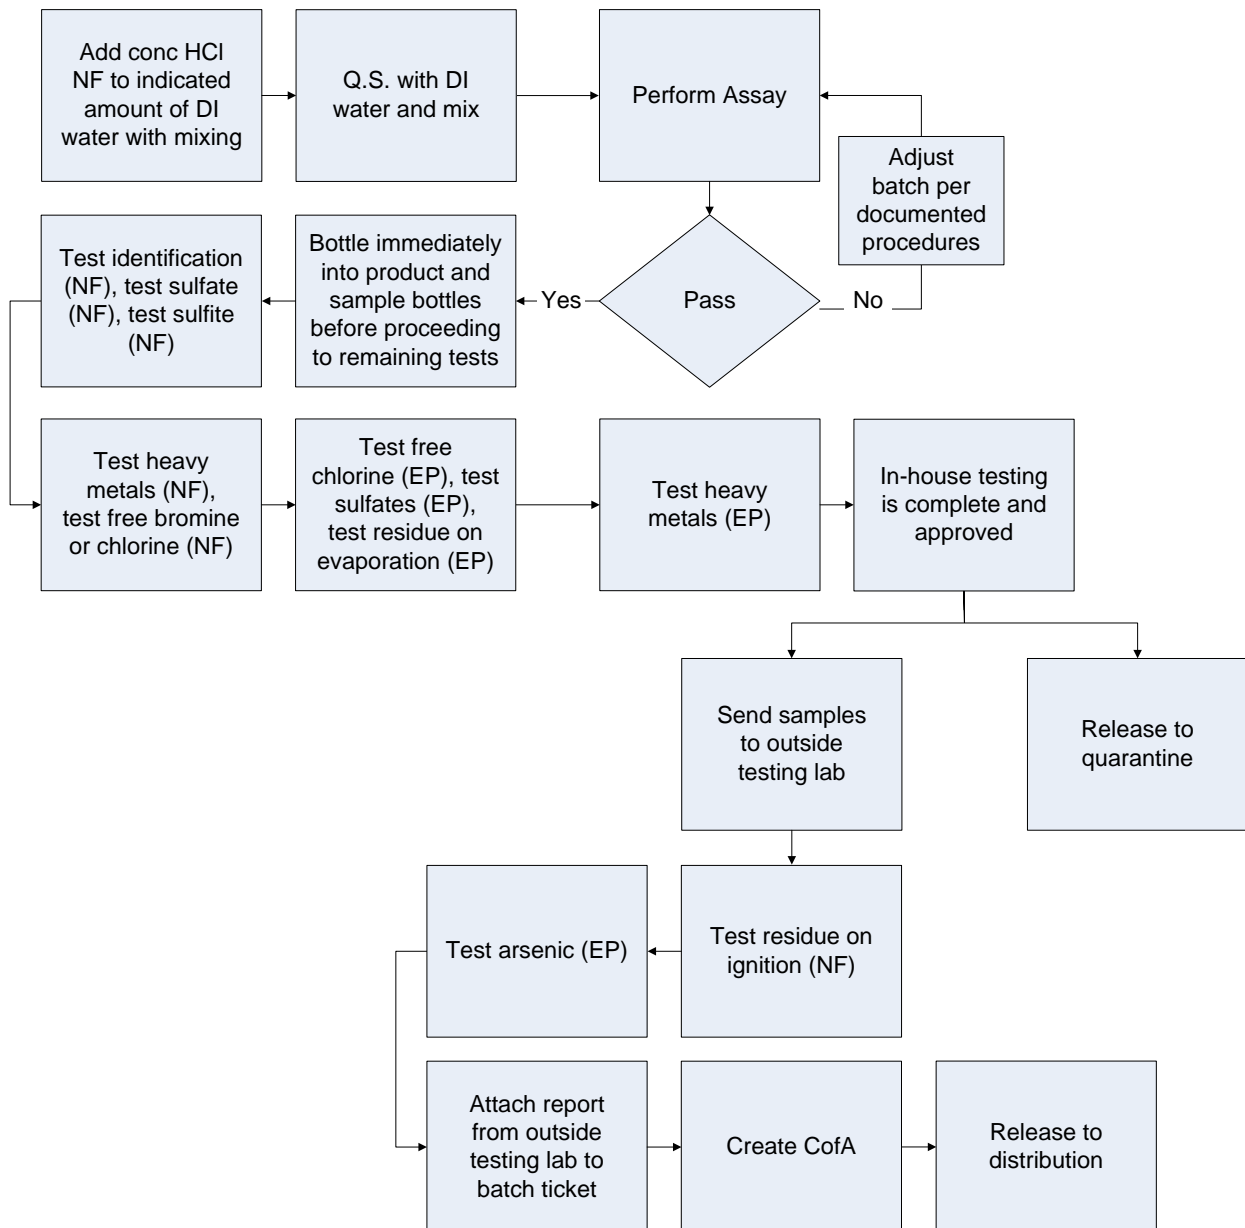 Add conc HCl
NF to indicated
amount of DI
water with mixing
Q.S. with DI
water and mix
Perform Assay
Adjust
batch per
documented
procedures
Test identification
(NF), test sulfate
(NF), test sulfite
(NF)
Bottle immediately
into product and
sample bottles
before proceeding
to remaining tests
Yes
Pass
No
Test heavy
metals (NF),
test free bromine
or chlorine (NF)
Test free
chlorine (EP), test
sulfates (EP),
test residue on
evaporation (EP)
Test heavy
metals (EP)
In-house testing
is complete and
approved
Send samples
to outside
testing lab
Release to
quarantine
Test arsenic (EP)
Test residue on
ignition (NF)
Attach report
from outside
testing lab to
batch ticket
Create CofA
Release to
distribution